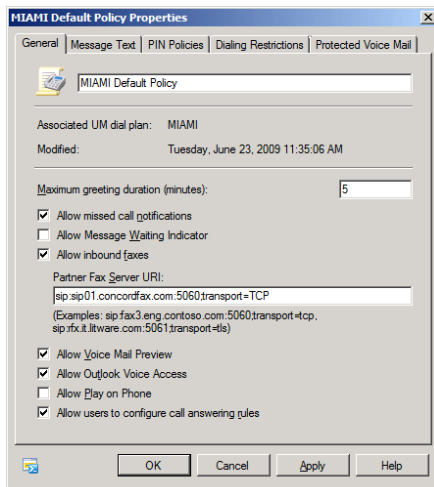 MIAMI Default Policy Properties
General Message Text PIN Policies Dialing Restrictions Protected Voice Mail
MIAMI Default Policy
Associated UM dial plan: MIAMI
Modified: Tuesday, June 23, 2009 11:35:06 AM
Maximum greeting duration (minutes): 5
Allow missed call notifications
Allow Message Waiting Indicator
Allow inbound faxes
Partner Fax Server URI:
sip:sip01.concordfax.com:5060;transport=TCP
(Examples: sip:fax3.eng.contoso.com:5060;transport=tcp,
sip:rfx.it.litware.com:5061;transport=tls)
Allow Voice Mail Preview
Allow Outlook Voice Access
Allow Play on Phone
Allow users to configure call answering rules
OK Cancel Apply Help